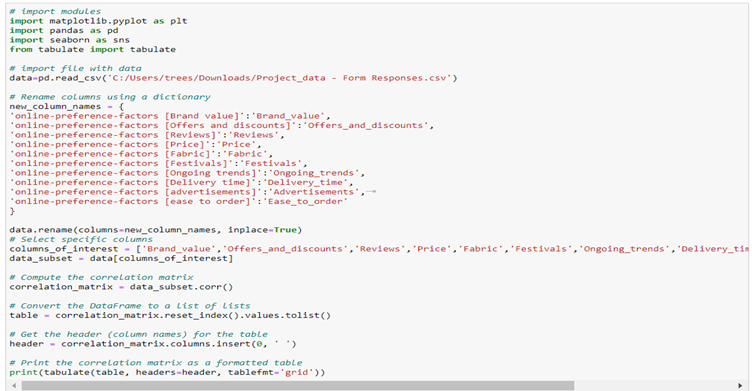 # import modules
import matplotlib.pyplot as plt
import pandas as pd
import seaborn as sns
from tabulate import tabulate
# import file with data
data=pd.read_csv('C:/Users/trees/Downloads/Project_data - Form Responses.csv')
# Rename columns using a dictionary
new_column_names = {
'online-preference-factors [Brand value]':'Brand_value',
'online-preference-factors [Offers and discounts]':'Offers_and_discounts',
'online-preference-factors [Reviews]':'Reviews',
'online-preference-factors [Price]':'Price',
'online-preference-factors [Fabric]':'Fabric',
'online-preference-factors [Festivals]':'Festivals',
'online-preference-factors [Ongoing trends]':'Ongoing_trends',
'online-preference-factors [Delivery time]':'Delivery_time',
'online-preference-factors [advertisements]':'Advertisements',
'online-preference-factors [ease to order]':'Ease_to_order'
}
data.rename(columns=new_column_names, inplace=True)
# Select specific columns
columns_of_interest = ['Brand_value','Offers_and_discounts','Reviews','Price','Fabric','Festivals','Ongoing_trends','Delivery_tim
data_subset = data[columns_of_interest]
# Compute the correlation matrix
correlation_matrix = data_subset.corr()
# Convert the DataFrame to a list of lists
table = correlation_matrix.reset_index().values.tolist()
# Get the header (column names) for the table
header = correlation_matrix.columns.insert(0, ' ')
# Print the correlation matrix as a formatted table
print(tabulate(table, headers=header, tablefmt='grid'))